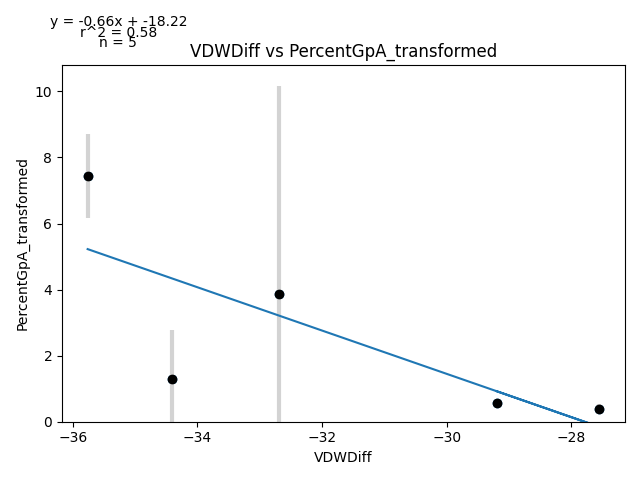 y = -0.66x + -18.22
r^2 = 0.58
n = 5
VDWDiff vs PercentGpA_transformed
10
8
6
4
2
0
PercentGpA_transformed
−36
−34
−32
−30
−28
VDWDiff